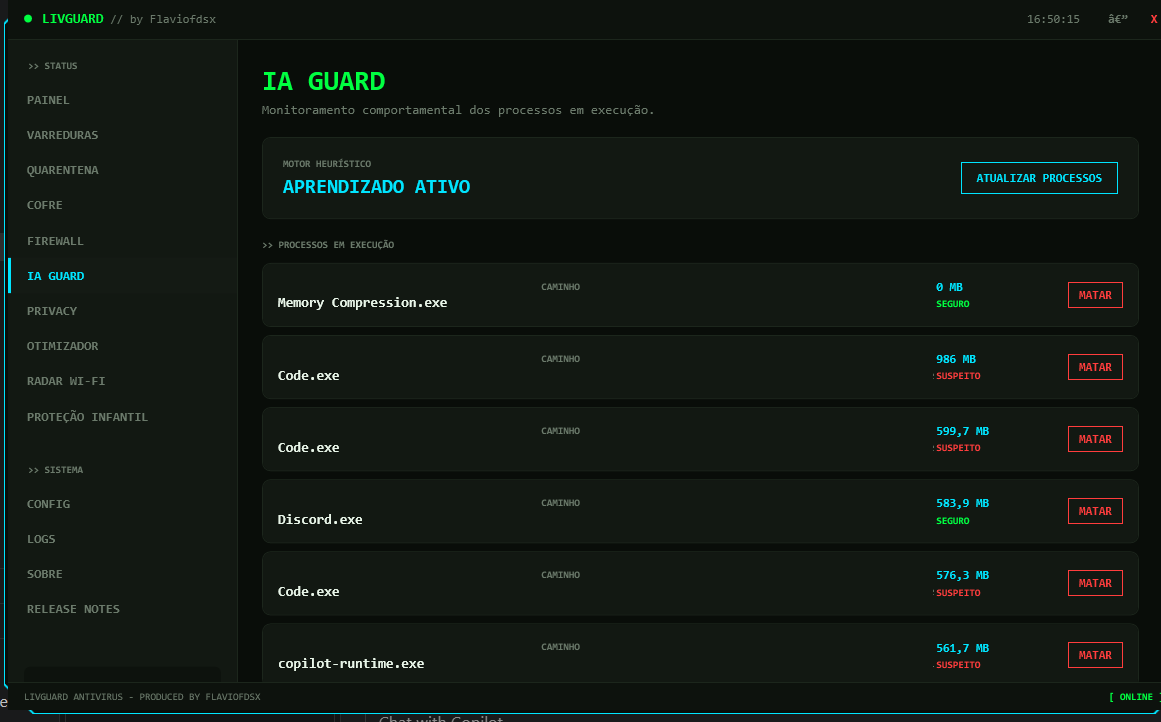 LIVGUARD // by Flaviofdsx 16:50:15 â€” X
>> STATUS
PAINEL
VARREDURAS
QUARENTENA
COFRE
FIREWALL
IA GUARD
PRIVACY
OTIMIZADOR
RADAR WI-FI
PROTEÇÃO INFANTIL
>> SISTEMA
CONFIG
LOGS
SOBRE
RELEASE NOTES
IA GUARD
Monitoramento comportamental dos processos em execução.
MOTOR HEURÍSTICO
APRENDIZADO ATIVO
ATUALIZAR PROCESSOS
>> PROCESSOS EM EXECUÇÃO
Memory Compression.exe
CAMINHO
0 MB
SEGURO
MATAR
Code.exe
CAMINHO
986 MB
SUSPEITO
MATAR
Code.exe
CAMINHO
599,7 MB
SUSPEITO
MATAR
Discord.exe
CAMINHO
583,9 MB
SEGURO
MATAR
Code.exe
CAMINHO
576,3 MB
SUSPEITO
MATAR
copilot-runtime.exe
CAMINHO
561,7 MB
SUSPEITO
MATAR
LIVGUARD ANTIVIRUS - PRODUCED BY FLAVIOFDSX [ ONLINE ]
Chat with Copilot